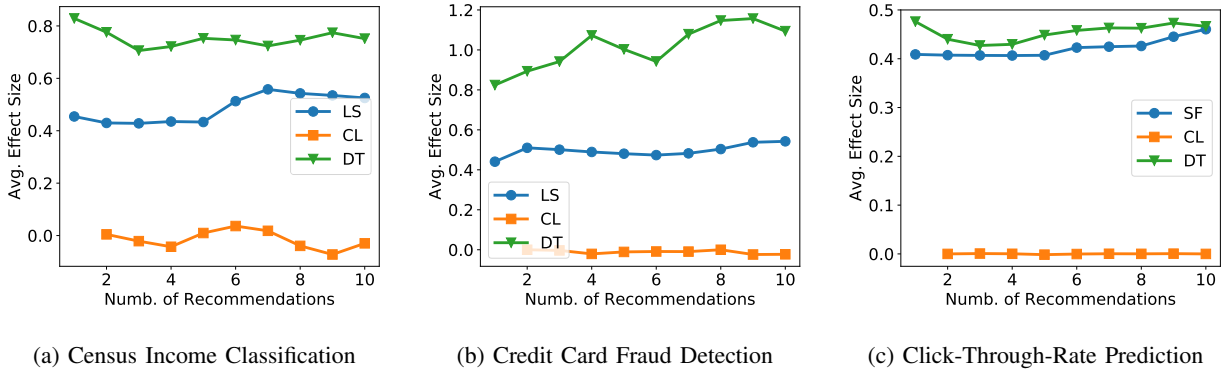 Avg. Effect Size
0.8
0.6
0.4
0.2
0.0
LS
CL
DT
2 4 6 8 10
Numb. of Recommendations
(a) Census Income Classification
Avg. Effect Size
1.2
1.0
0.8
0.6
0.4
0.2
0.0
LS
CL
DT
2 4 6 8 10
Numb. of Recommendations
(b) Credit Card Fraud Detection
Avg. Effect Size
0.5
0.4
0.3
0.2
0.1
0.0
SF
CL
DT
2 4 6 8 10
Numb. of Recommendations
(c) Click-Through-Rate Prediction